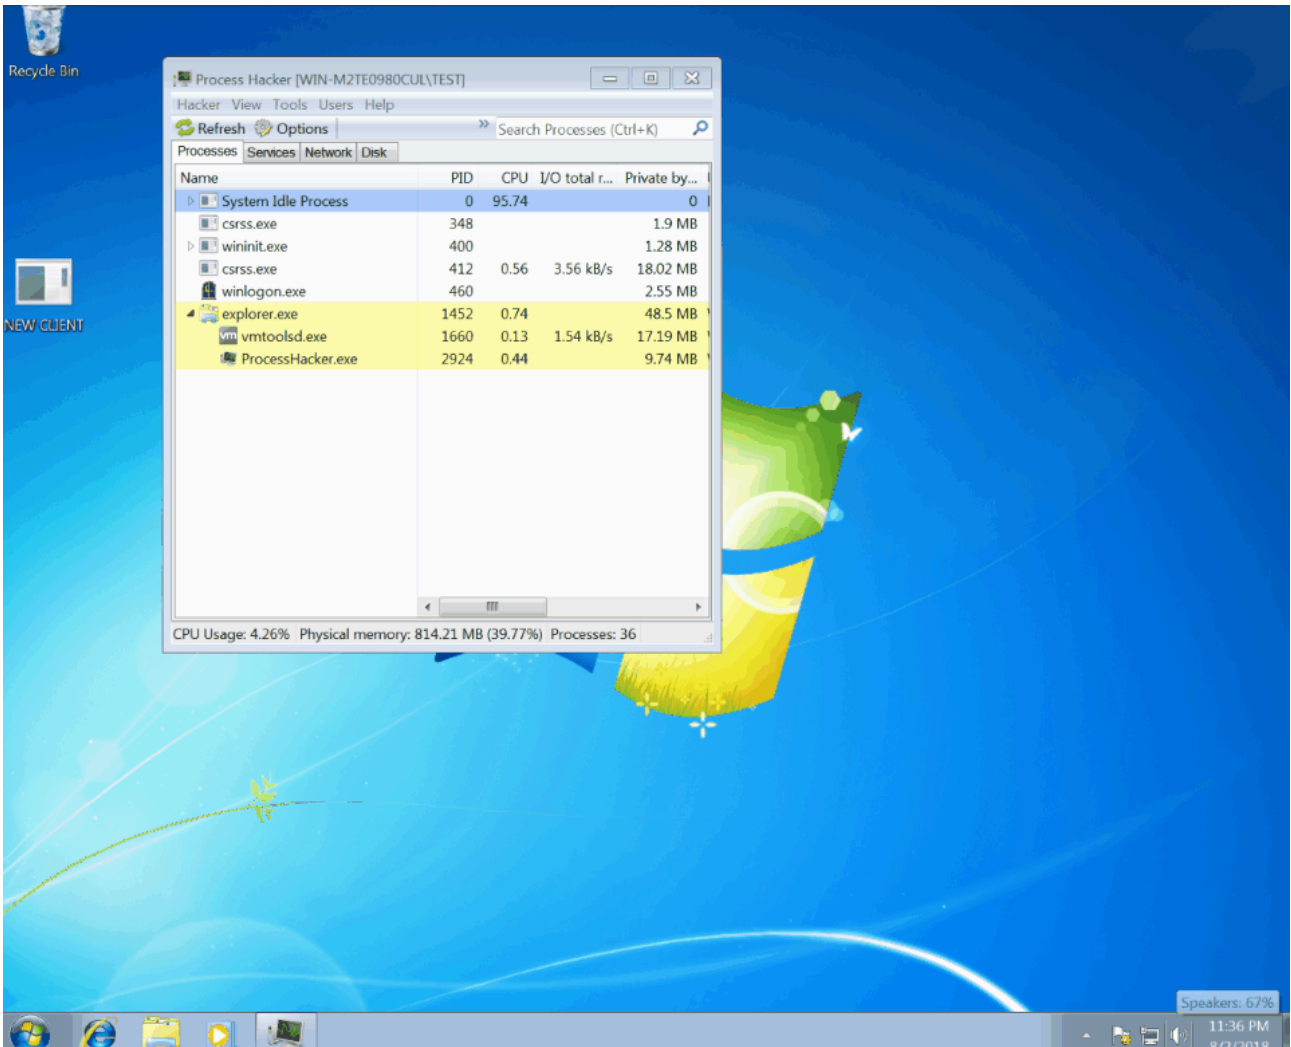 Recycle Bin
NEW CLIENT
Process Hacker [WIN-M2TE0980CUL\TEST]
Hacker View Tools Users Help
Refresh Options » Search Processes (Ctrl+K)
Processes Services Network Disk
Name PID CPU I/O total r... Private by...
System Idle Process 0 95.74 0
csrss.exe 348 1.9 MB
wininit.exe 400 1.28 MB
csrss.exe 412 0.56 3.56 kB/s 18.02 MB
winlogon.exe 460 2.55 MB
explorer.exe 1452 0.74 48.5 MB
vm vmtoolsd.exe 1660 0.13 1.54 kB/s 17.19 MB
ProcessHacker.exe 2924 0.44 9.74 MB
CPU Usage: 4.26% Physical memory: 814.21 MB (39.77%) Processes: 36
Speakers: 67%
11:36 PM
8/2/2018